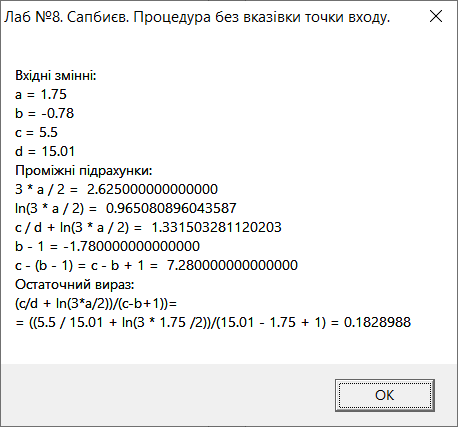 Лаб №8. Сапбиєв. Процедура без вказівки точки входу.
Вхідні змінні:
a = 1.75
b = -0.78
c = 5.5
d = 15.01
Проміжні підрахунки:
3 * a / 2 = 2.625000000000000
ln(3 * a / 2) = 0.965080896043587
c / d + ln(3 * a / 2) = 1.331503281120203
b - 1 = -1.780000000000000
c - (b - 1) = c - b + 1 = 7.280000000000000
Остаточний вираз:
(c/d + ln(3*a/2))/(c-b+1))=
= ((5.5 / 15.01 + ln(3 * 1.75 /2))/(15.01 - 1.75 + 1) = 0.1828988
OK